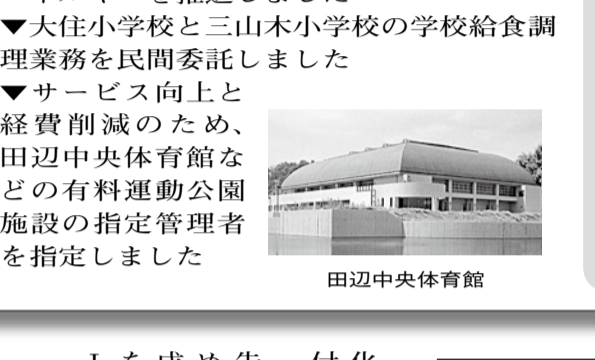 ▼大住小学校と三山木小学校の学校給食調
理業務を民間委託しました
▼サービス向上と
経費削減のため、
田辺中央体育館な
どの有料運動公園
施設の指定管理者
を指定しました
田辺中央体育館